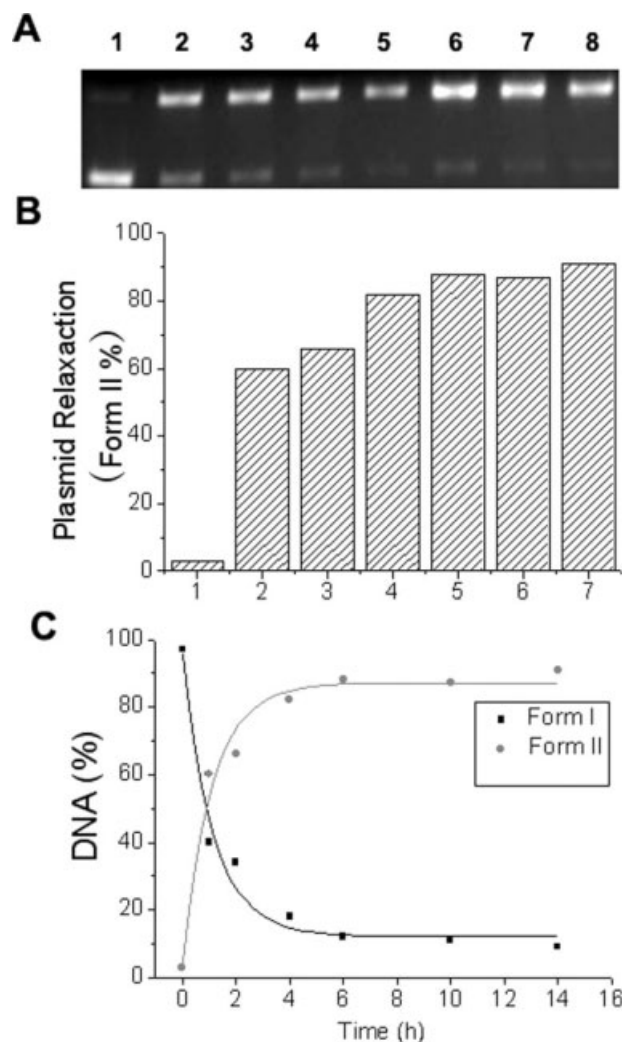 A
1 2 3 4 5 6 7 8
B
100
80
60
40
20
0
Plasmid Relaxaction
(Form II %)
1 2 3 4 5 6 7
C
100
80
60
40
20
0
DNA (%)
Form I
Form II
0 2 4 6 8 10 12 14 16
Time (h)